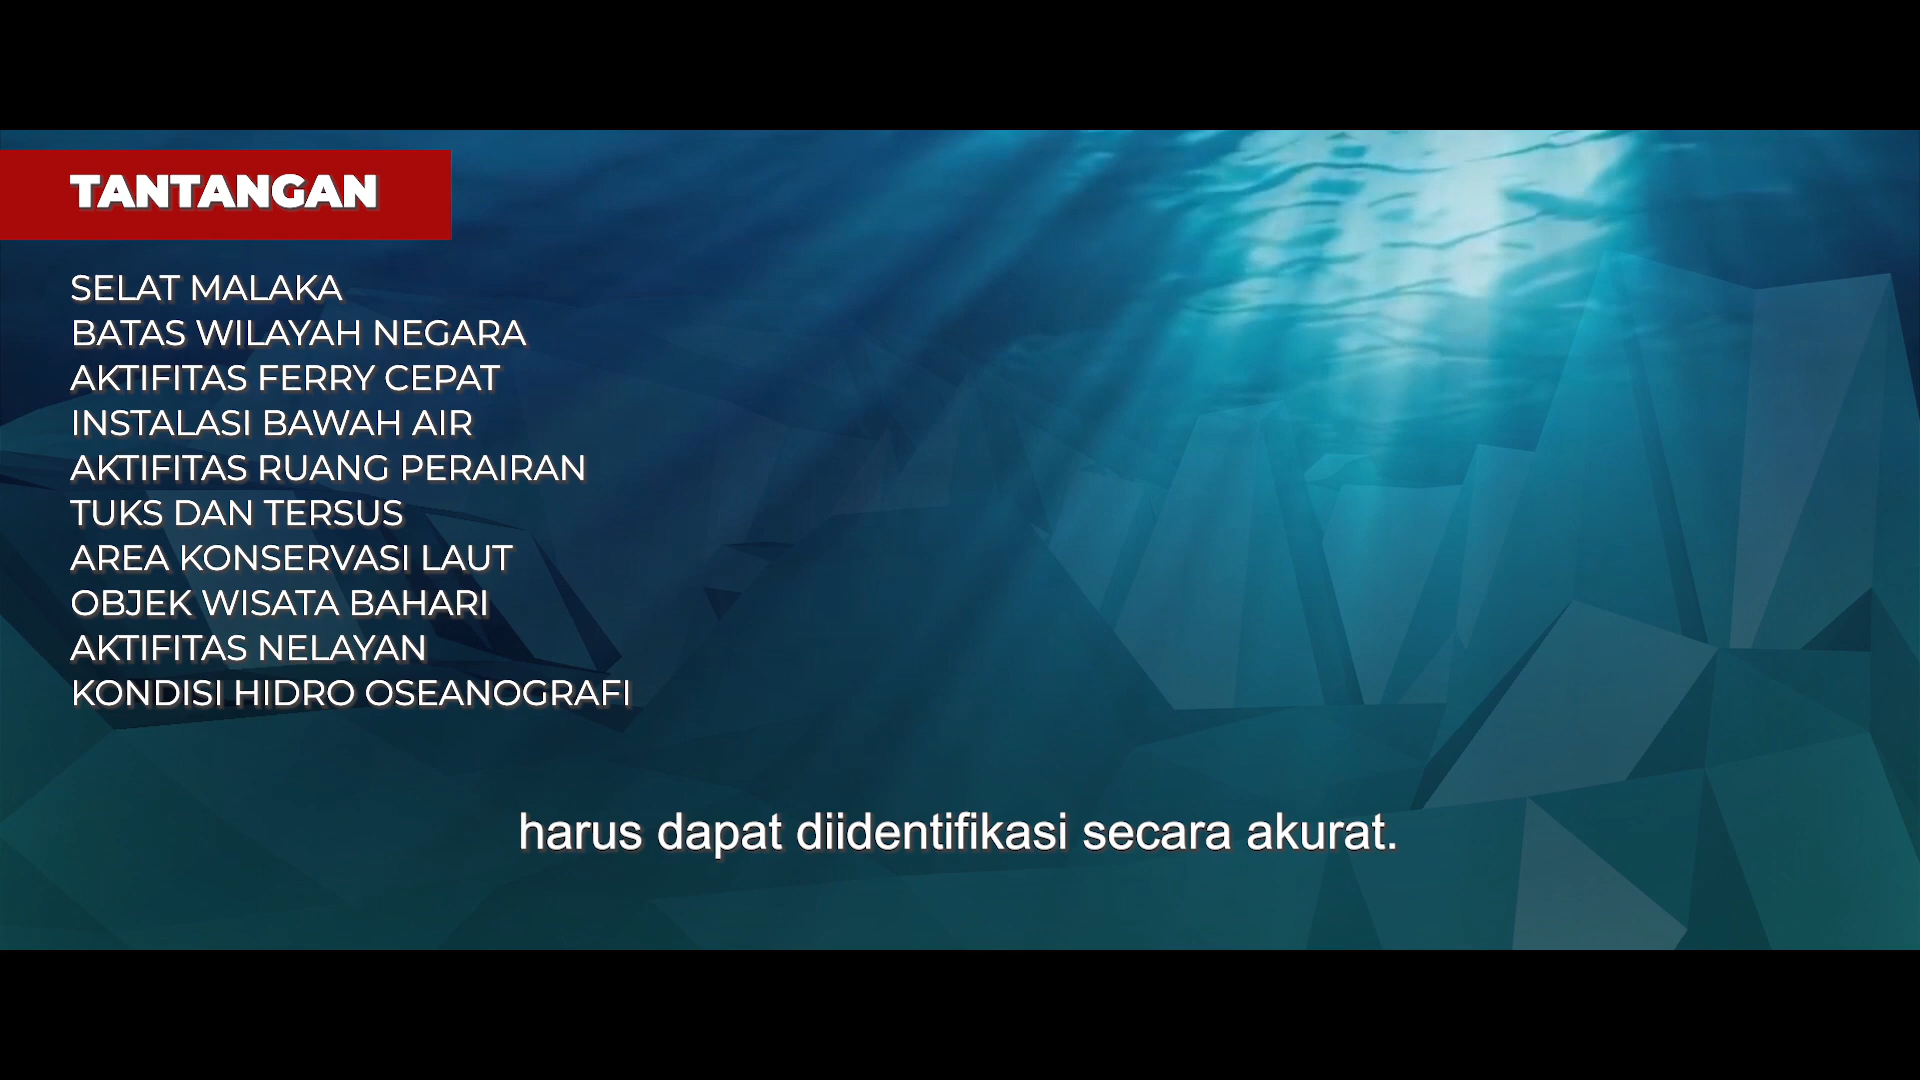 TANTANGAN
SELAT MALAKA
BATAS WILAYAH NEGARA
AKTIFITAS FERRY CEPAT
INSTALASI BAWAH AIR
AKTIFITAS RUANG PERAIRAN
TUKS DAN TERSUS
AREA KONSERVASI LAUT
OBJEK WISATA BAHARI
AKTIFITAS NELAYAN
KONDISI HIDRO OSEANOGRAFI
harus dapat diidentifikasi secara akurat.